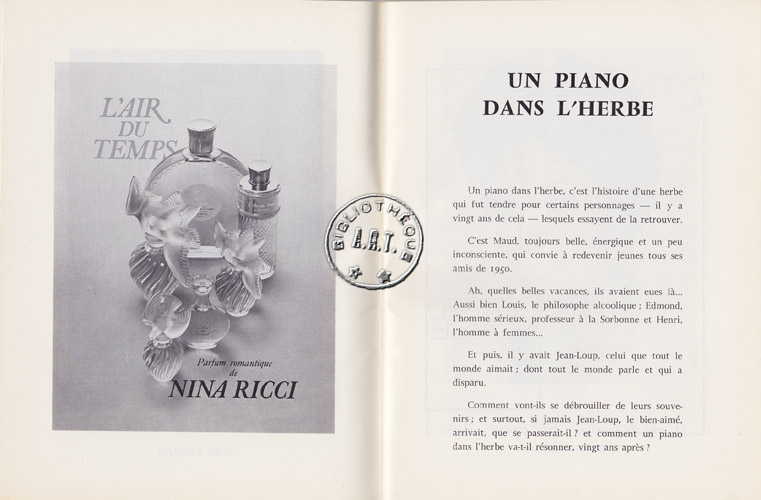 L'AIR
DU
TEMPS
Parfum romantique
de
NINA RICCI
BIBLIOTHÈQUE
A.R.T.
UN PIANO
DANS L'HERBE
Un piano dans l'herbe, c'est l'histoire d'une herbe
qui fut tendre pour certains personnages — il y a
vingt ans de cela — lesquels essayent de la retrouver.
C'est Maud, toujours belle, énergique et un peu
inconsciente, qui convie à redevenir jeunes tous ses
amis de 1950.
Ah, quelles belles vacances, ils avaient eues là...
Aussi bien Louis, le philosophe alcoolique ; Edmond,
l'homme sérieux, professeur à la Sorbonne et Henri,
l'homme à femmes...
Et puis, il y avait Jean-Loup, celui que tout le
monde aimait ; dont tout le monde parle et qui a
disparu.
Comment vont-ils se débrouiller de leurs souve-
nirs ; et surtout, si jamais Jean-Loup, le bien-aimé,
arrivait, que se passerait-il ? et comment un piano
dans l'herbe va-t-il résonner, vingt ans après ?